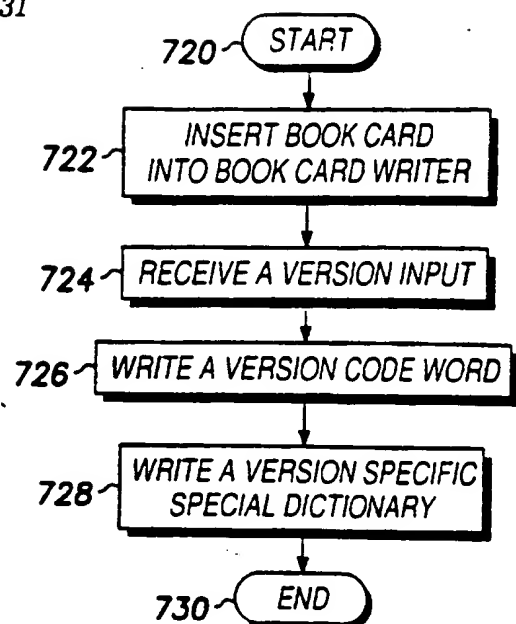 31
720 START
722 INSERT BOOK CARD
INTO BOOK CARD WRITER
724 RECEIVE A VERSION INPUT
726 WRITE A VERSION CODE WORD
728 WRITE A VERSION SPECIFIC
SPECIAL DICTIONARY
730 END